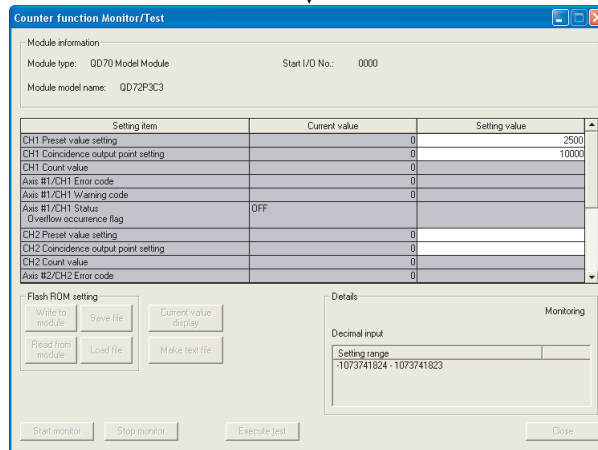 Counter function Monitor/Test
Module information
Module type: QD70 Model Module Start I/O No.: 0000
Module model name: QD72P3C3
Setting item Current value Setting value
CH1 Preset value setting 0 2500
CH1 Coincidence output point setting 0 10000
CH1 Count value 0
Axis #1/CH1 Error code 0
Axis #1/CH1 Warning code 0
Axis #1/CH1 Status OFF
Overflow occurrence flag
CH2 Preset value setting 0
CH2 Coincidence output point setting 0
CH2 Count value 0
Axis #2/CH2 Error code 0
Flash ROM setting
Write to
module
Save file
Current value
display
Read from
module
Load file
Make text file
Details
Monitoring
Decimal input
Setting range
-1073741824 - 1073741823
Start monitor Stop monitor Execute test Close